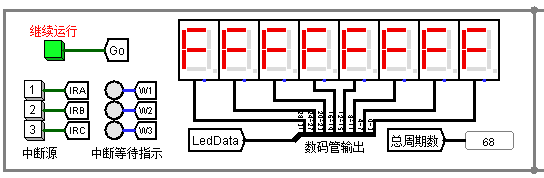 继续运行
Go
FFFFFFFF
1 IRA W1
2 IRB W2
3 IRC W3
中断源 中断等待指示
LedData 数码管输出 总周期数 68